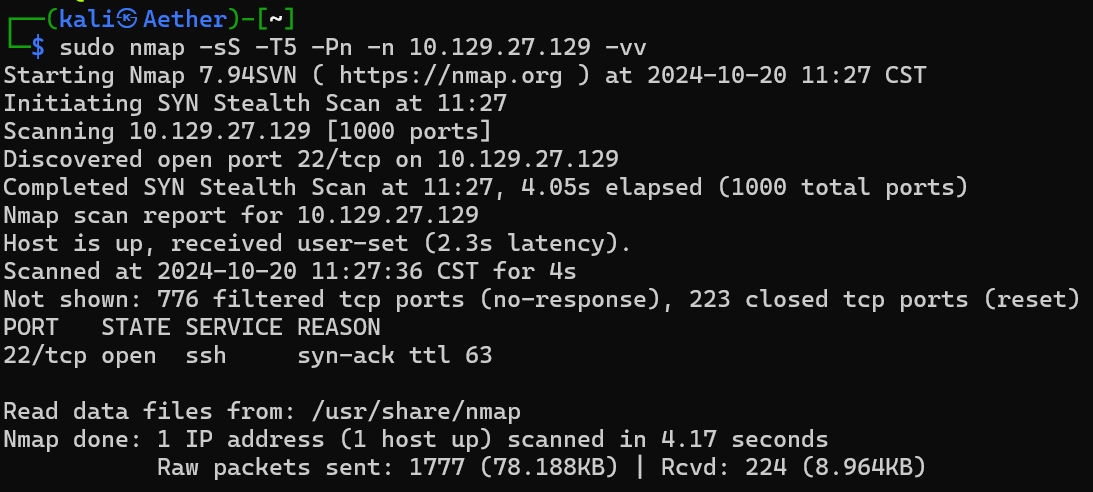 ┌──(kali㉿Aether)-[~]
└─$ sudo nmap -sS -T5 -Pn -n 10.129.27.129 -vv
Starting Nmap 7.94SVN ( https://nmap.org ) at 2024-10-20 11:27 CST
Initiating SYN Stealth Scan at 11:27
Scanning 10.129.27.129 [1000 ports]
Discovered open port 22/tcp on 10.129.27.129
Completed SYN Stealth Scan at 11:27, 4.05s elapsed (1000 total ports)
Nmap scan report for 10.129.27.129
Host is up, received user-set (2.3s latency).
Scanned at 2024-10-20 11:27:36 CST for 4s
Not shown: 776 filtered tcp ports (no-response), 223 closed tcp ports (reset)
PORT   STATE SERVICE REASON
22/tcp open  ssh     syn-ack ttl 63
Read data files from: /usr/share/nmap
Nmap done: 1 IP address (1 host up) scanned in 4.17 seconds
           Raw packets sent: 1777 (78.188KB) | Rcvd: 224 (8.964KB)